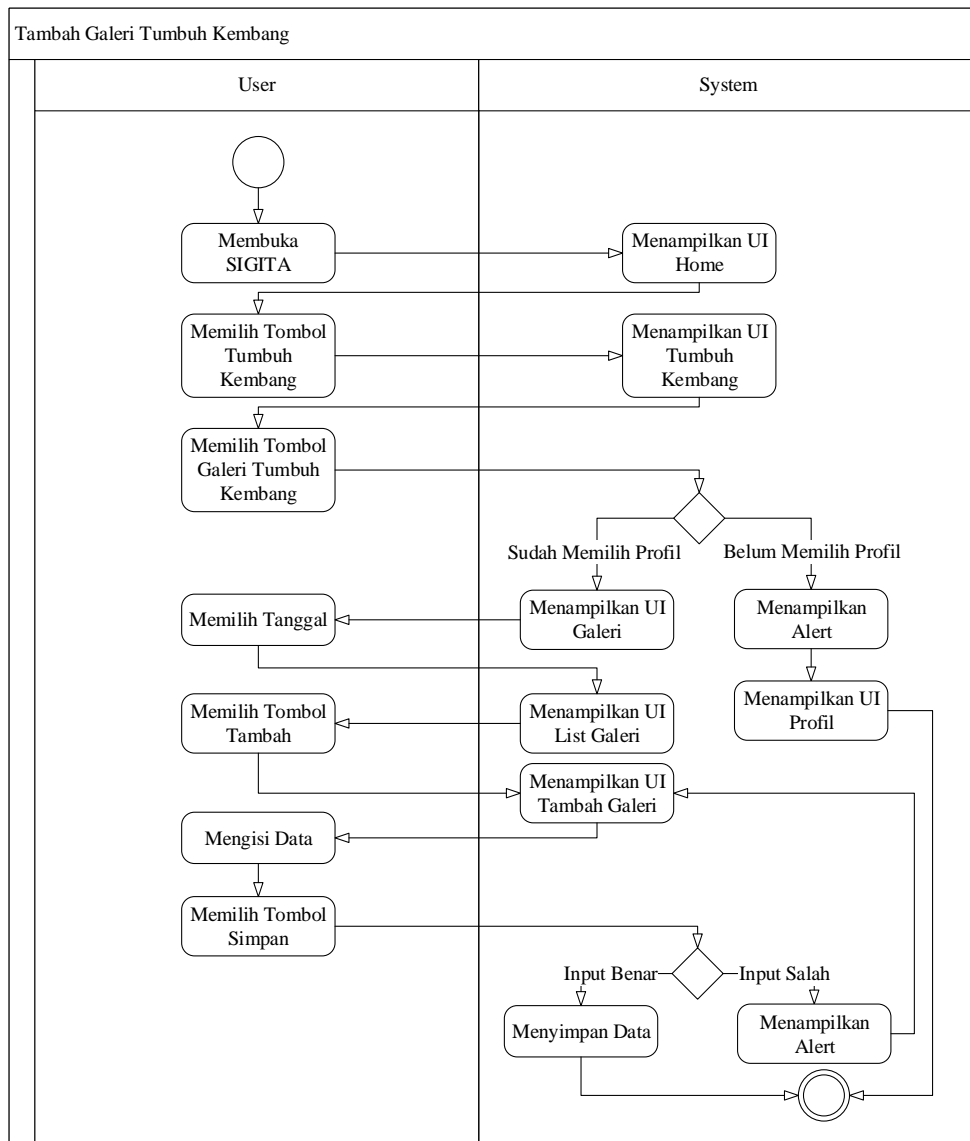 Tambah Galeri Tumbuh Kembang
User
System
Membuka
SIGITA
Menampilkan UI
Home
Memilih Tombol
Tumbuh
Kembang
Menampilkan UI
Tumbuh
Kembang
Memilih Tombol
Galeri Tumbuh
Kembang
Sudah Memilih Profil
Belum Memilih Profil
Memilih Tanggal
Menampilkan UI
Galeri
Menampilkan
Alert
Memilih Tombol
Tambah
Menampilkan UI
List Galeri
Menampilkan UI
Profil
Menampilkan UI
Tambah Galeri
Mengisi Data
Memilih Tombol
Simpan
Input Benar
Input Salah
Menyimpan Data
Menampilkan
Alert